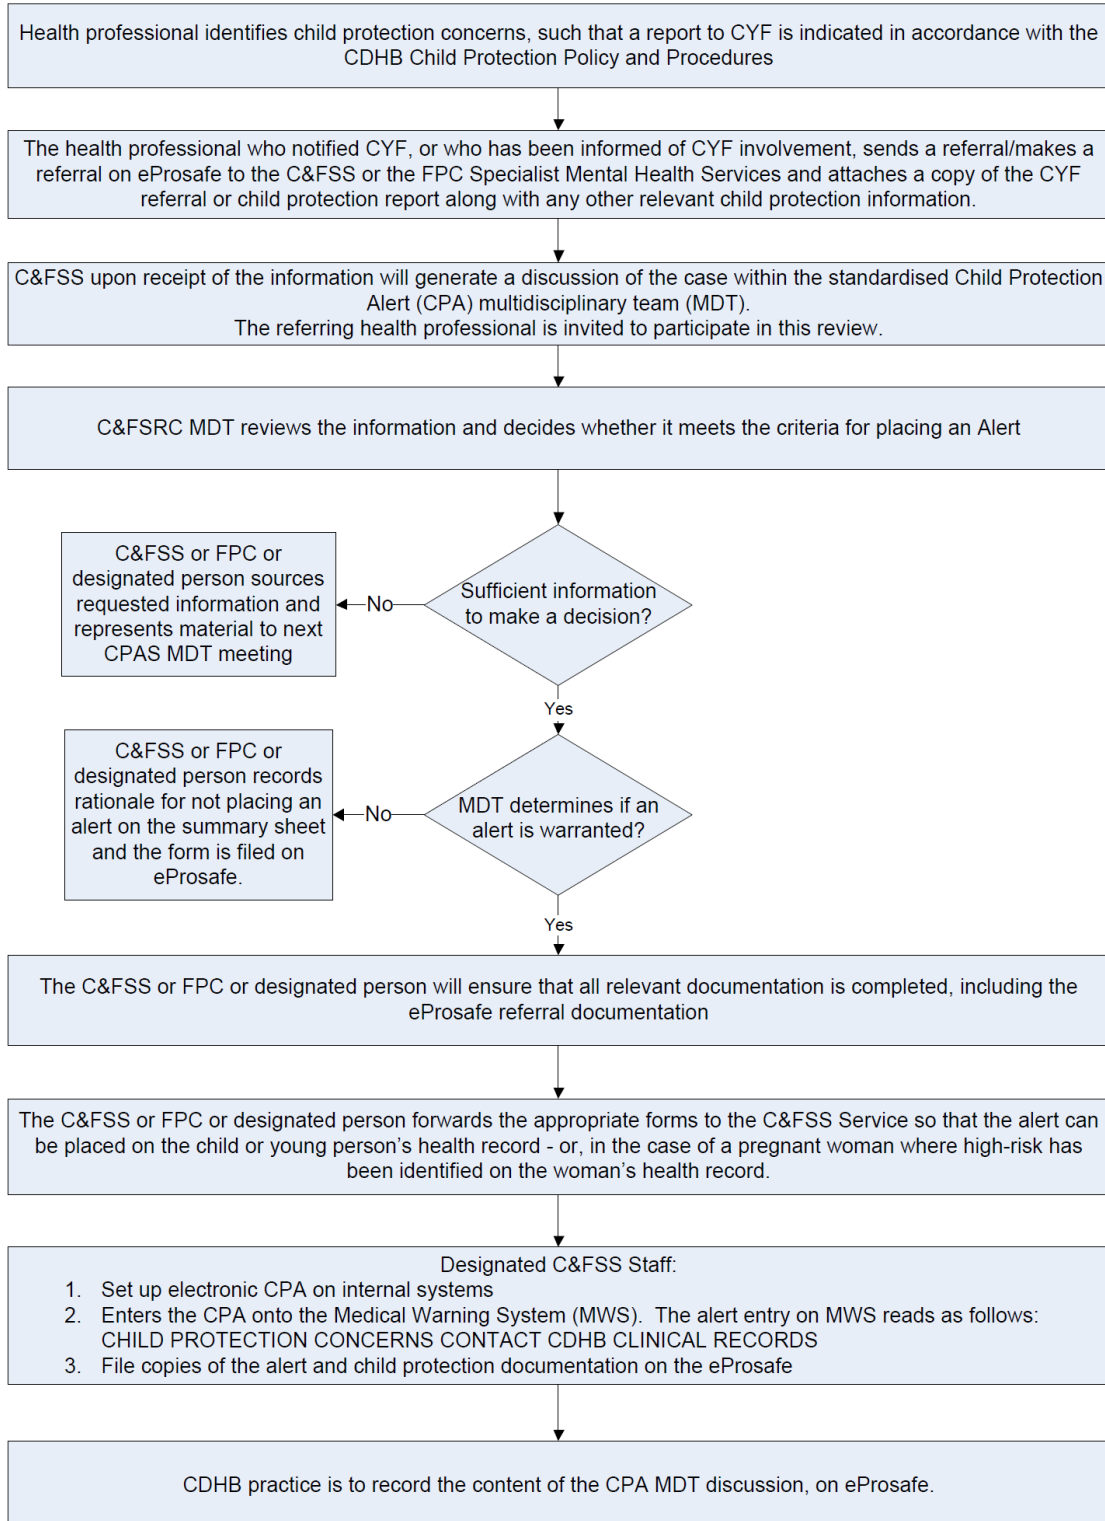 Health professional identifies child protection concerns, such that a report to CYF is indicated in accordance with the
CDHB Child Protection Policy and Procedures
The health professional who notified CYF, or who has been informed of CYF involvement, sends a referral/makes a
referral on eProsafe to the C&FSS or the FPC Specialist Mental Health Services and attaches a copy of the CYF
referral or child protection report along with any other relevant child protection information.
C&FSS upon receipt of the information will generate a discussion of the case within the standardised Child Protection
Alert (CPA) multidisciplinary team (MDT).
The referring health professional is invited to participate in this review.
C&FSRC MDT reviews the information and decides whether it meets the criteria for placing an Alert
Sufficient information
to make a decision?
No
C&FSS or FPC or
designated person sources
requested information and
represents material to next
CPAS MDT meeting
Yes
MDT determines if an
alert is warranted?
No
C&FSS or FPC or
designated person records
rationale for not placing an
alert on the summary sheet
and the form is filed on
eProsafe.
Yes
The C&FSS or FPC or designated person will ensure that all relevant documentation is completed, including the
eProsafe referral documentation
The C&FSS or FPC or designated person forwards the appropriate forms to the C&FSS Service so that the alert can
be placed on the child or young person's health record - or, in the case of a pregnant woman where high-risk has
been identified on the woman's health record.
Designated C&FSS Staff:
1. Set up electronic CPA on internal systems
2. Enters the CPA onto the Medical Warning System (MWS). The alert entry on MWS reads as follows:
CHILD PROTECTION CONCERNS CONTACT CDHB CLINICAL RECORDS
3. File copies of the alert and child protection documentation on the eProsafe
CDHB practice is to record the content of the CPA MDT discussion, on eProsafe.